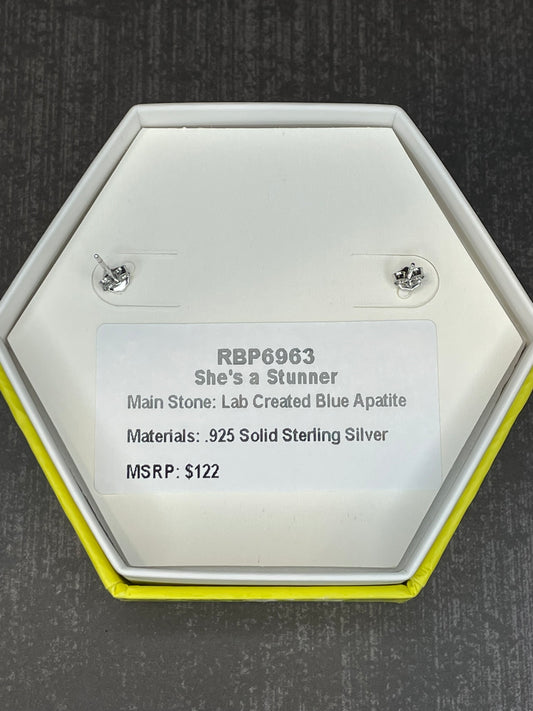 RBP6963
She's a Stunner
Main Stone: Lab Created Blue Apatite
Materials: .925 Solid Sterling Silver
MSRP: $122